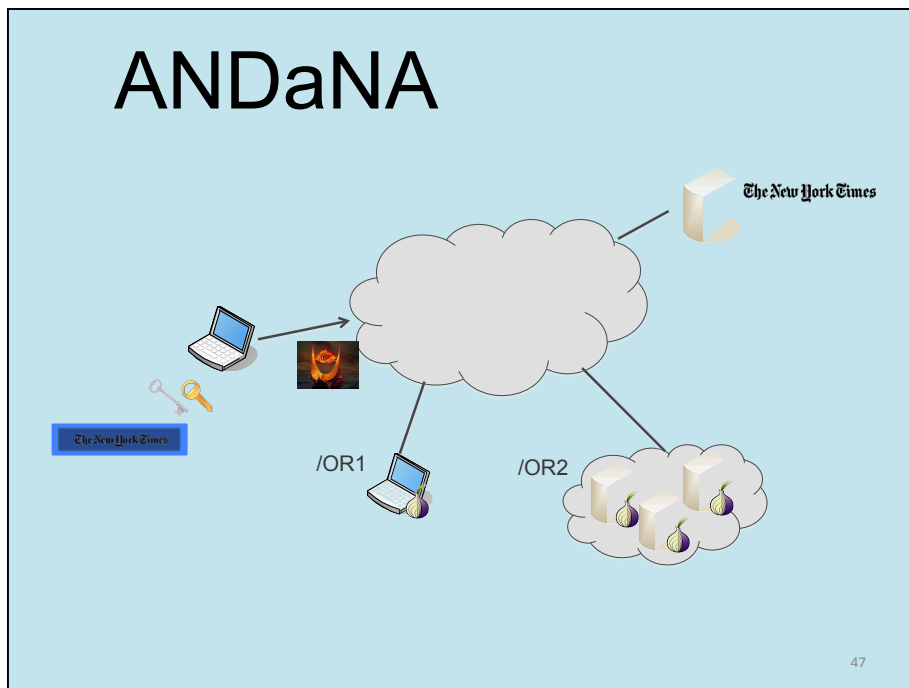 ANDaNA
The New York Times
The New York Times
/OR1
/OR2
47